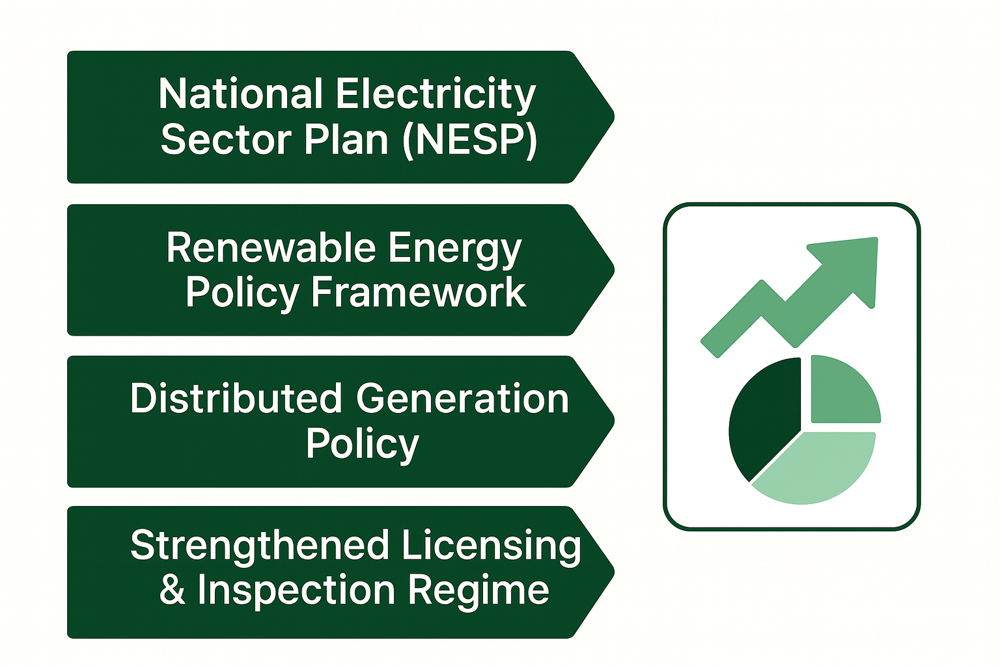 National Electricity
Sector Plan (NESP)
Renewable Energy
Policy Framework
Distributed Generation
Policy
Strengthened Licensing
& Inspection Regime